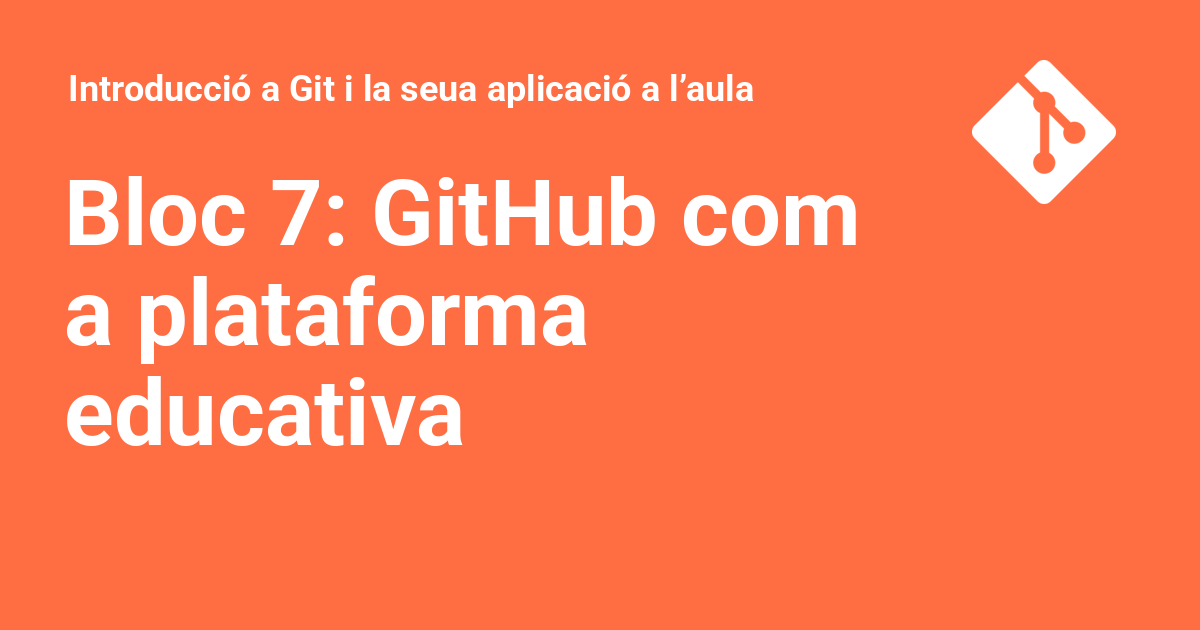 Introducció a Git i la seua aplicació a l’aula
Bloc 7: GitHub com
a plataforma
educativa